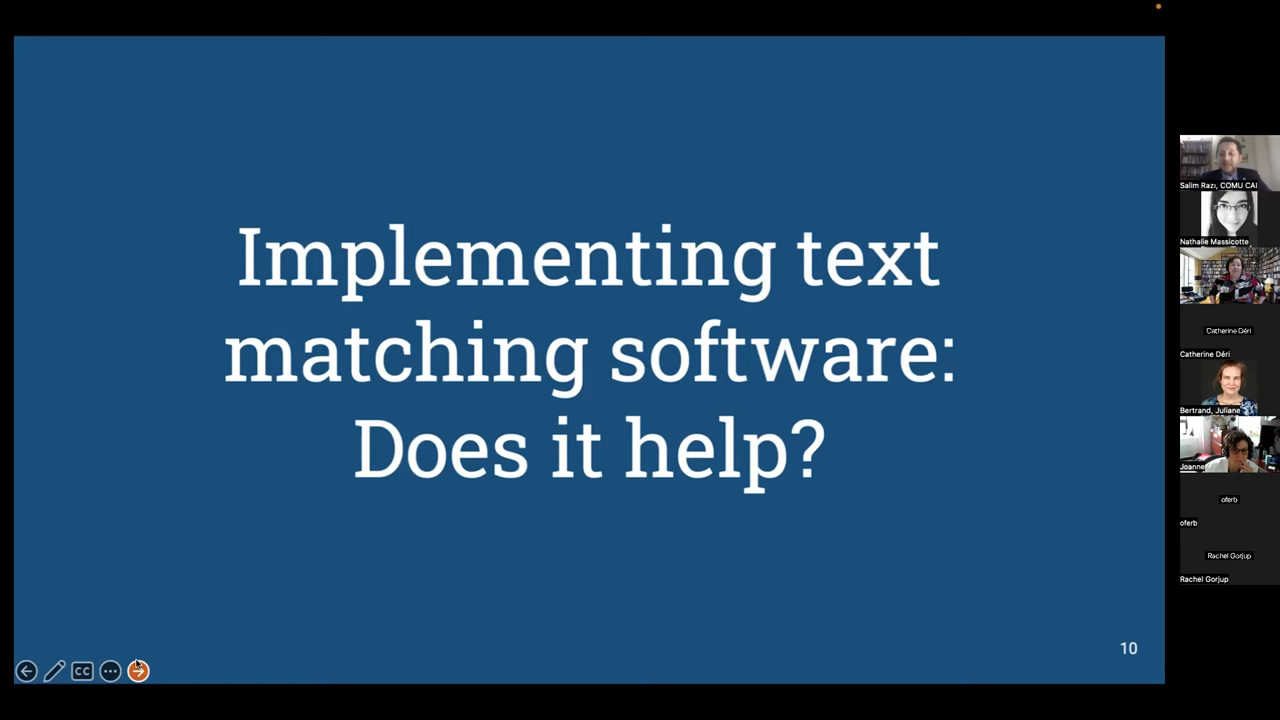 Implementing text
matching software:
Does it help?
10
CC
Salim Razı, COMU CAI
Nathalie Massicotte
Catherine Déri
Catherine Déri
Bertrand, Juliane
Joanne
oferb
oferb
Rachel Gorjup
Rachel Gorjup